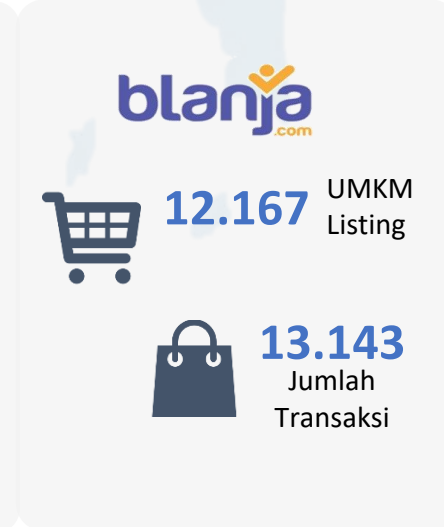 blanja
.com
12.167
UMKM
Listing
13.143
Jumlah
Transaksi